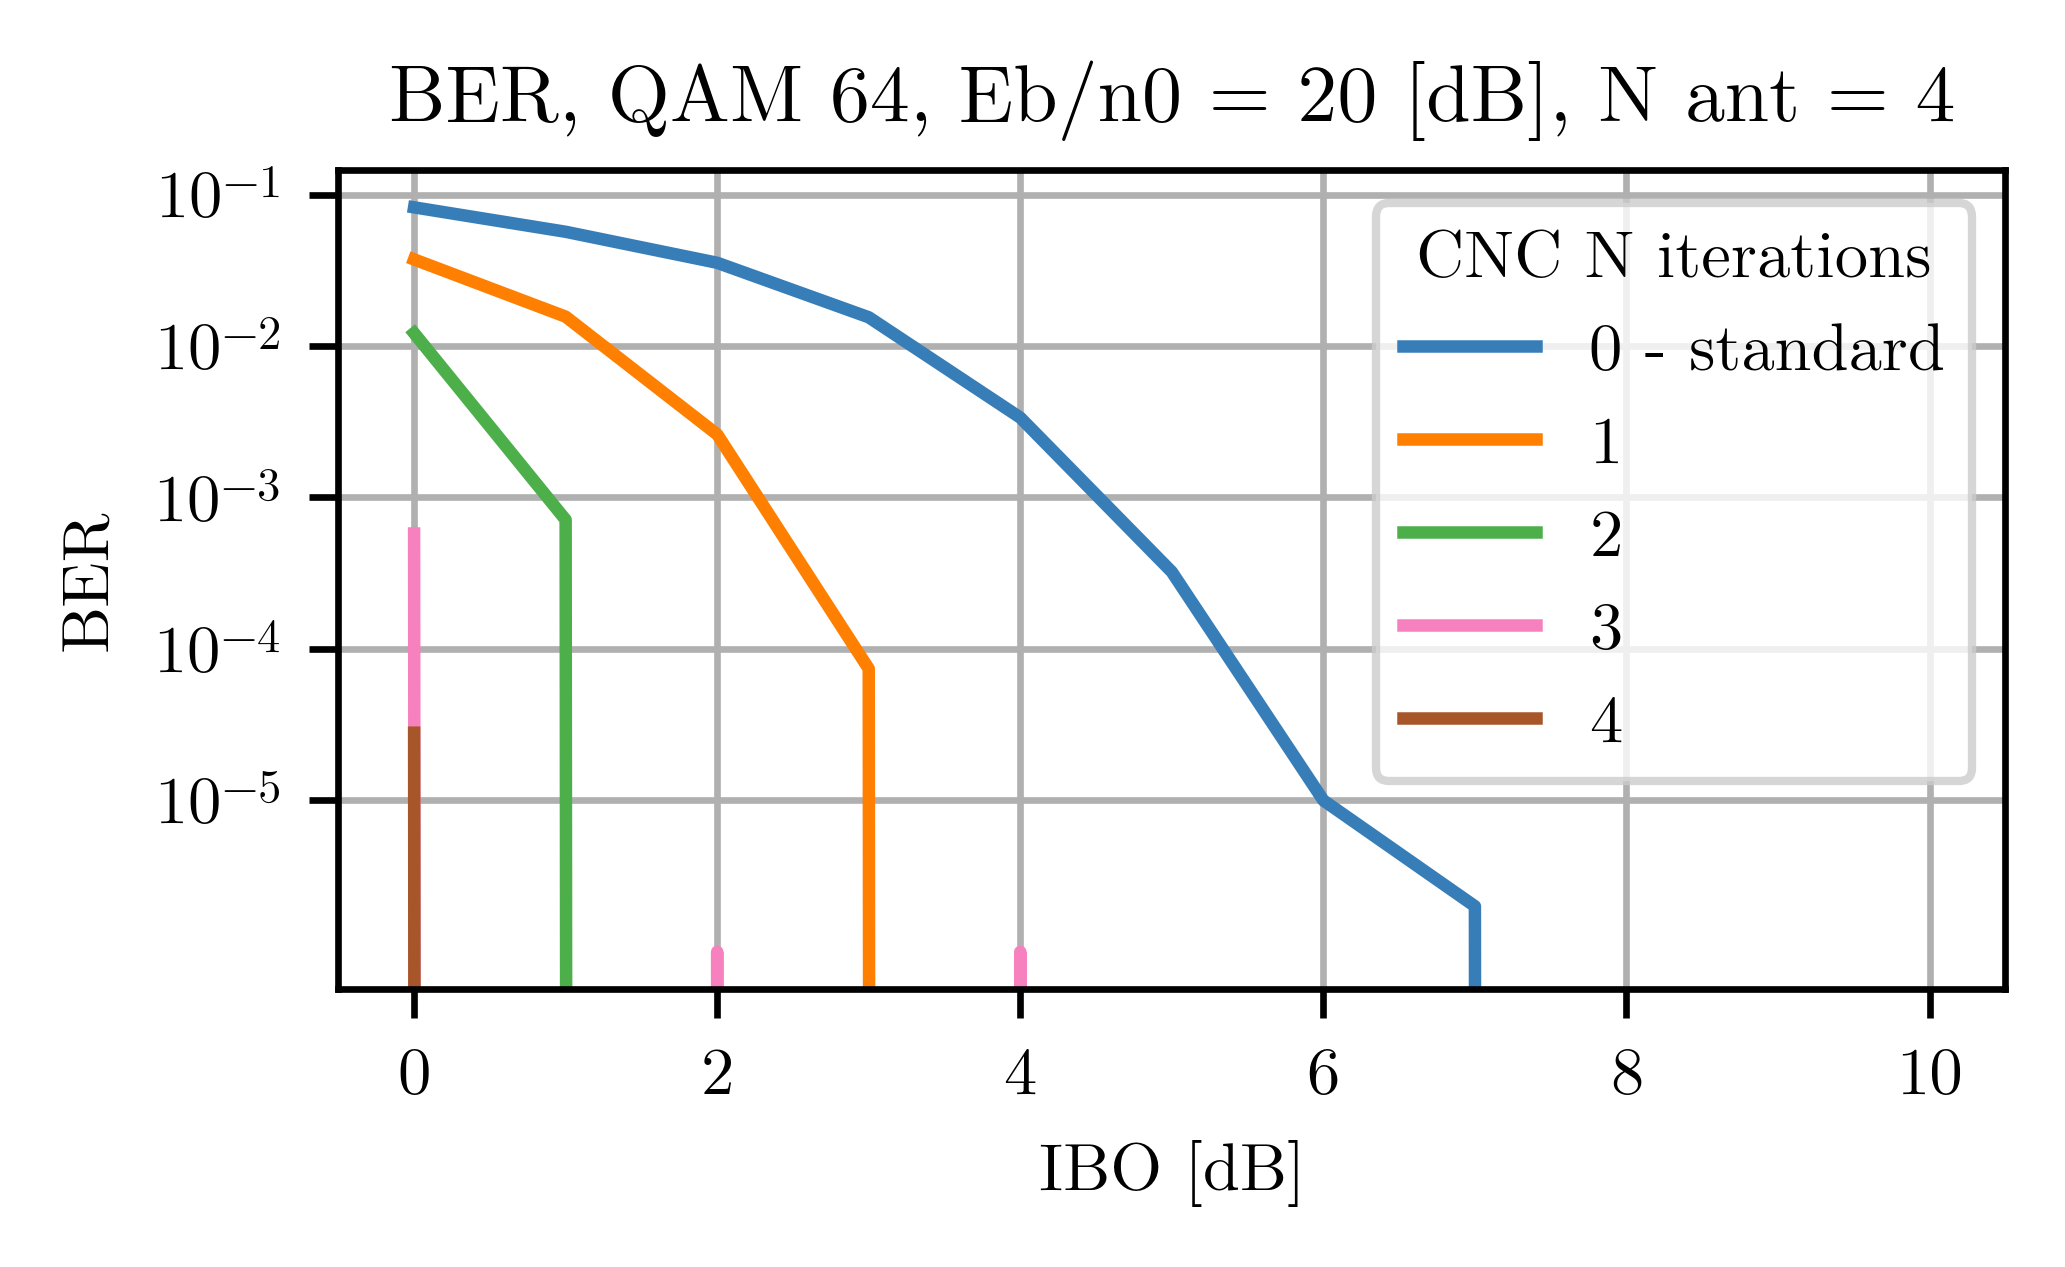 BER, QAM 64, Eb/n0 = 20 [dB], N ant = 4
10⁻¹
10⁻²
10⁻³
10⁻⁴
10⁻⁵
BER
CNC N iterations
0 - standard
1
2
3
4
0 2 4 6 8 10
IBO [dB]